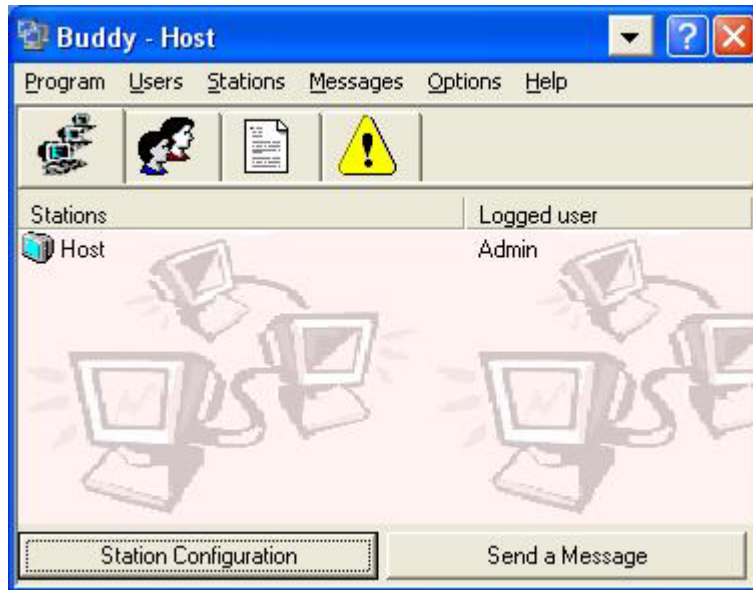 Buddy - Host
Program Users Stations Messages Options Help
Stations Logged user
Host Admin
Station Configuration Send a Message